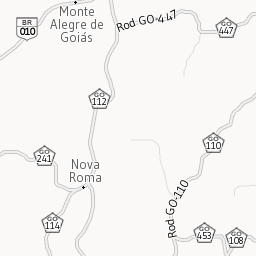 Monte
Alegre de
Goiás
BR
010
Rod GO-447
GO
447
GO
112
GO
110
GO
241
Nova
Roma
Rod GO-110
GO
114
GO
453
GO
108